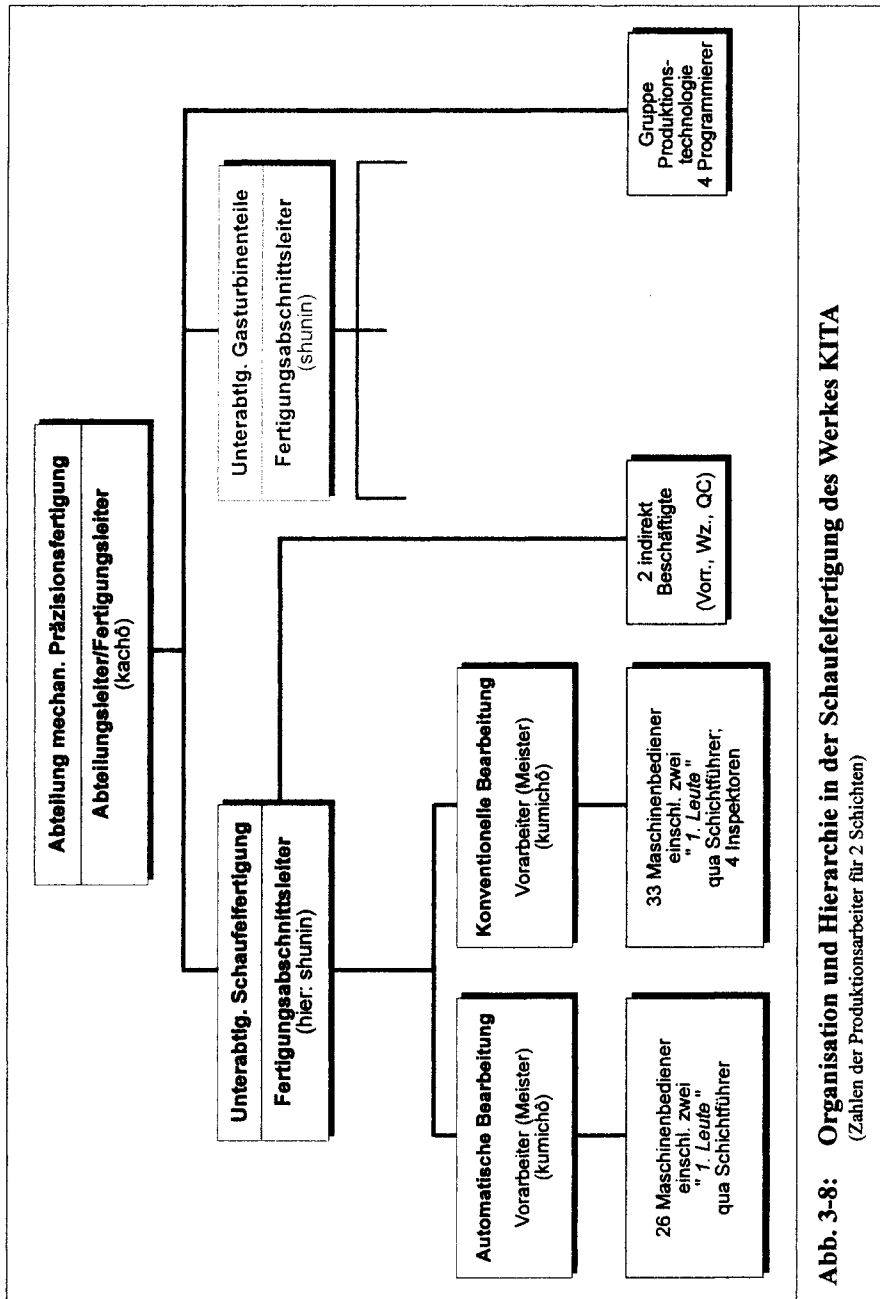 Abteilung mechan. Präzisionsfertigung
Abteilungsleiter/Fertigungsleiter
(kachô)
Unterabtlg. Schaufelfertigung
Fertigungsabschnittsleiter
(hier: shunin)
Unterabtlg. Gasturbinenteile
Fertigungsabschnittsleiter
(shunin)
Automatische Bearbeitung
Vorarbeiter (Meister)
(kumichô)
Konventionelle Bearbeitung
Vorarbeiter (Meister)
(kumichô)
26 Maschinenbediener
einschl. zwei
" 1. Leute "
qua Schichtführer
33 Maschinenbediener
einschl. zwei
" 1. Leute "
qua Schichtführer;
4 Inspektoren
2 indirekt
Beschäftigte
(Vorr., Wz., QC)
Gruppe
Produktions-
technologie
4 Programmierer
Abb. 3-8: Organisation und Hierarchie in der Schaufelfertigung des Werkes KITA
(Zahlen der Produktionsarbeiter für 2 Schichten)